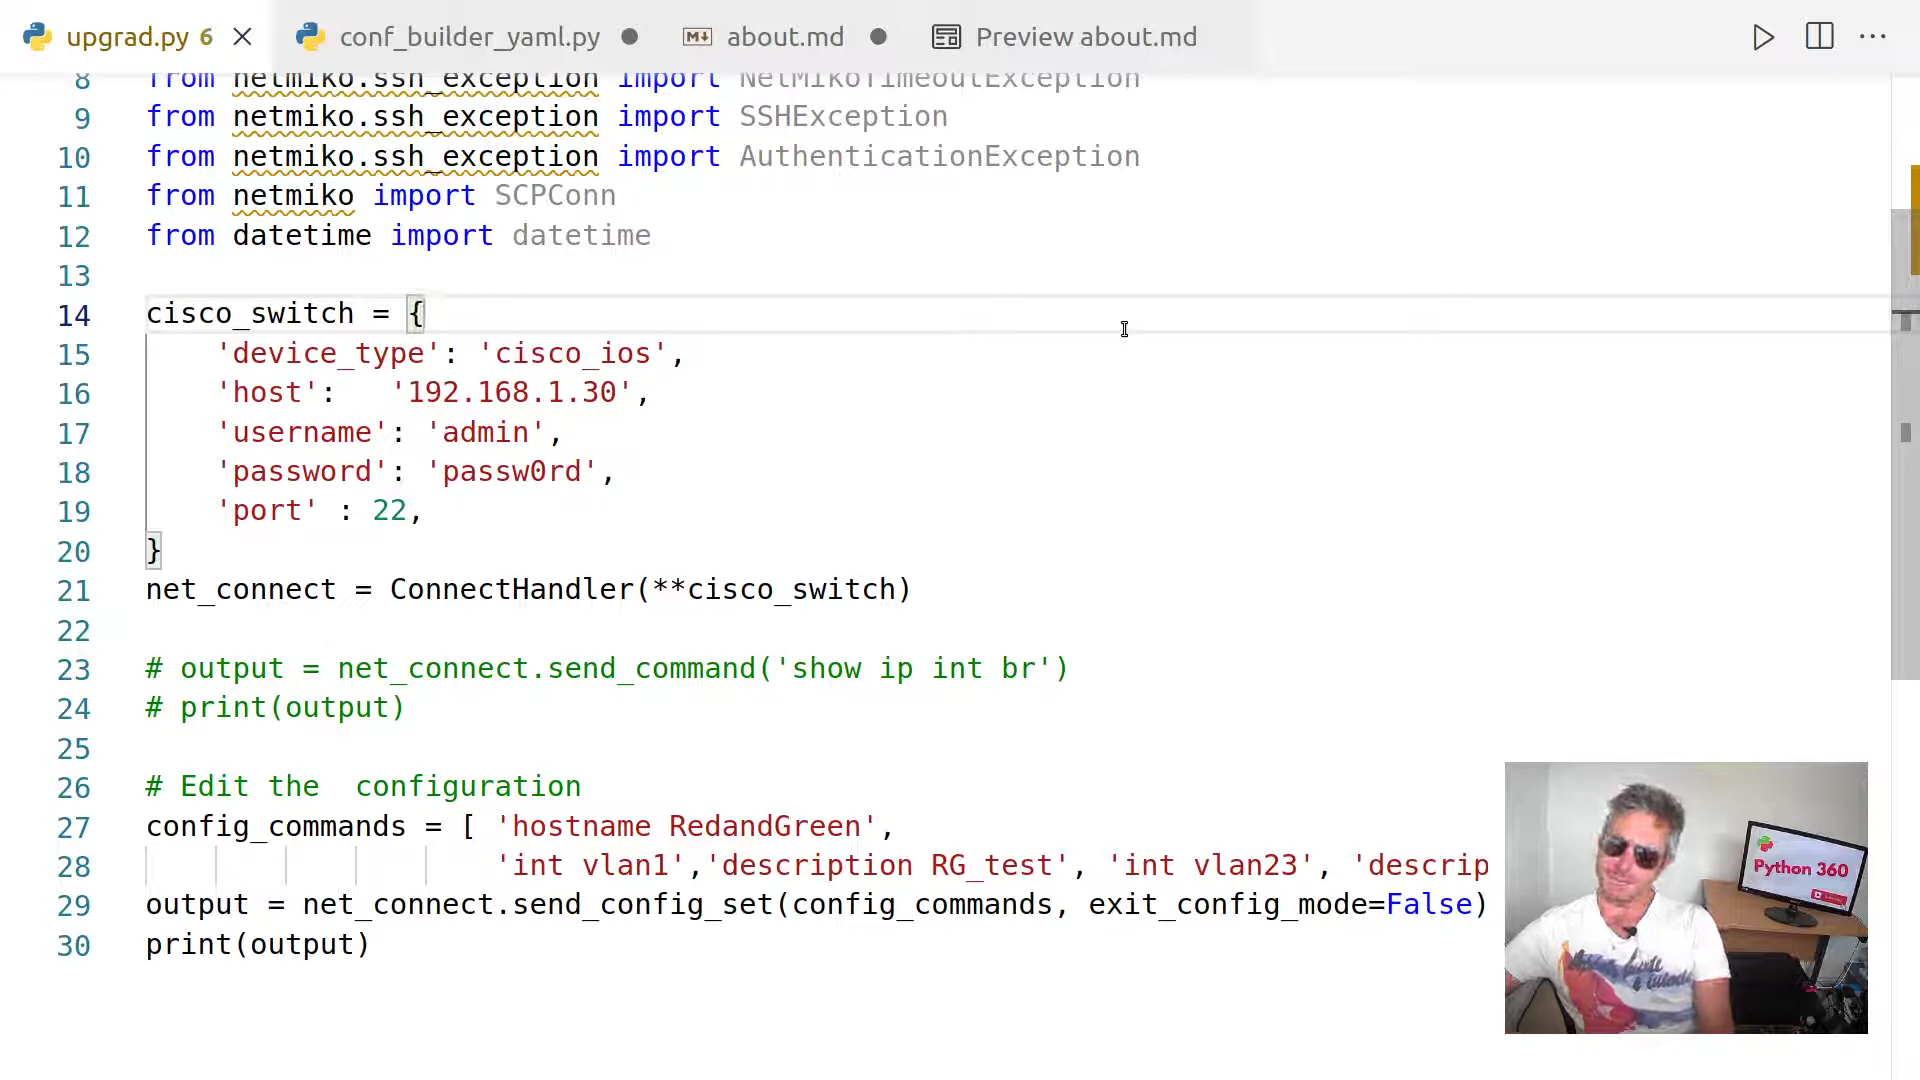 upgrad.py 6
conf_builder_yaml.py
about.md
Preview about.md
8 from netmiko.ssh_exception import NetMikoTimeoutException
9 from netmiko.ssh_exception import SSHException
10 from netmiko.ssh_exception import AuthenticationException
11 from netmiko import SCPConn
12 from datetime import datetime
13
14 cisco_switch = {
15 'device_type': 'cisco_ios',
16 'host':   '192.168.1.30',
17 'username': 'admin',
18 'password': 'passw0rd',
19 'port' : 22,
20 }
21 net_connect = ConnectHandler(**cisco_switch)
22
23 # output = net_connect.send_command('show ip int br')
24 # print(output)
25
26 # Edit the  configuration
27 config_commands = [ 'hostname RedandGreen',
28 'int vlan1','description RG_test', 'int vlan23', 'descrip
29 output = net_connect.send_config_set(config_commands, exit_config_mode=False)
30 print(output)
Python 360